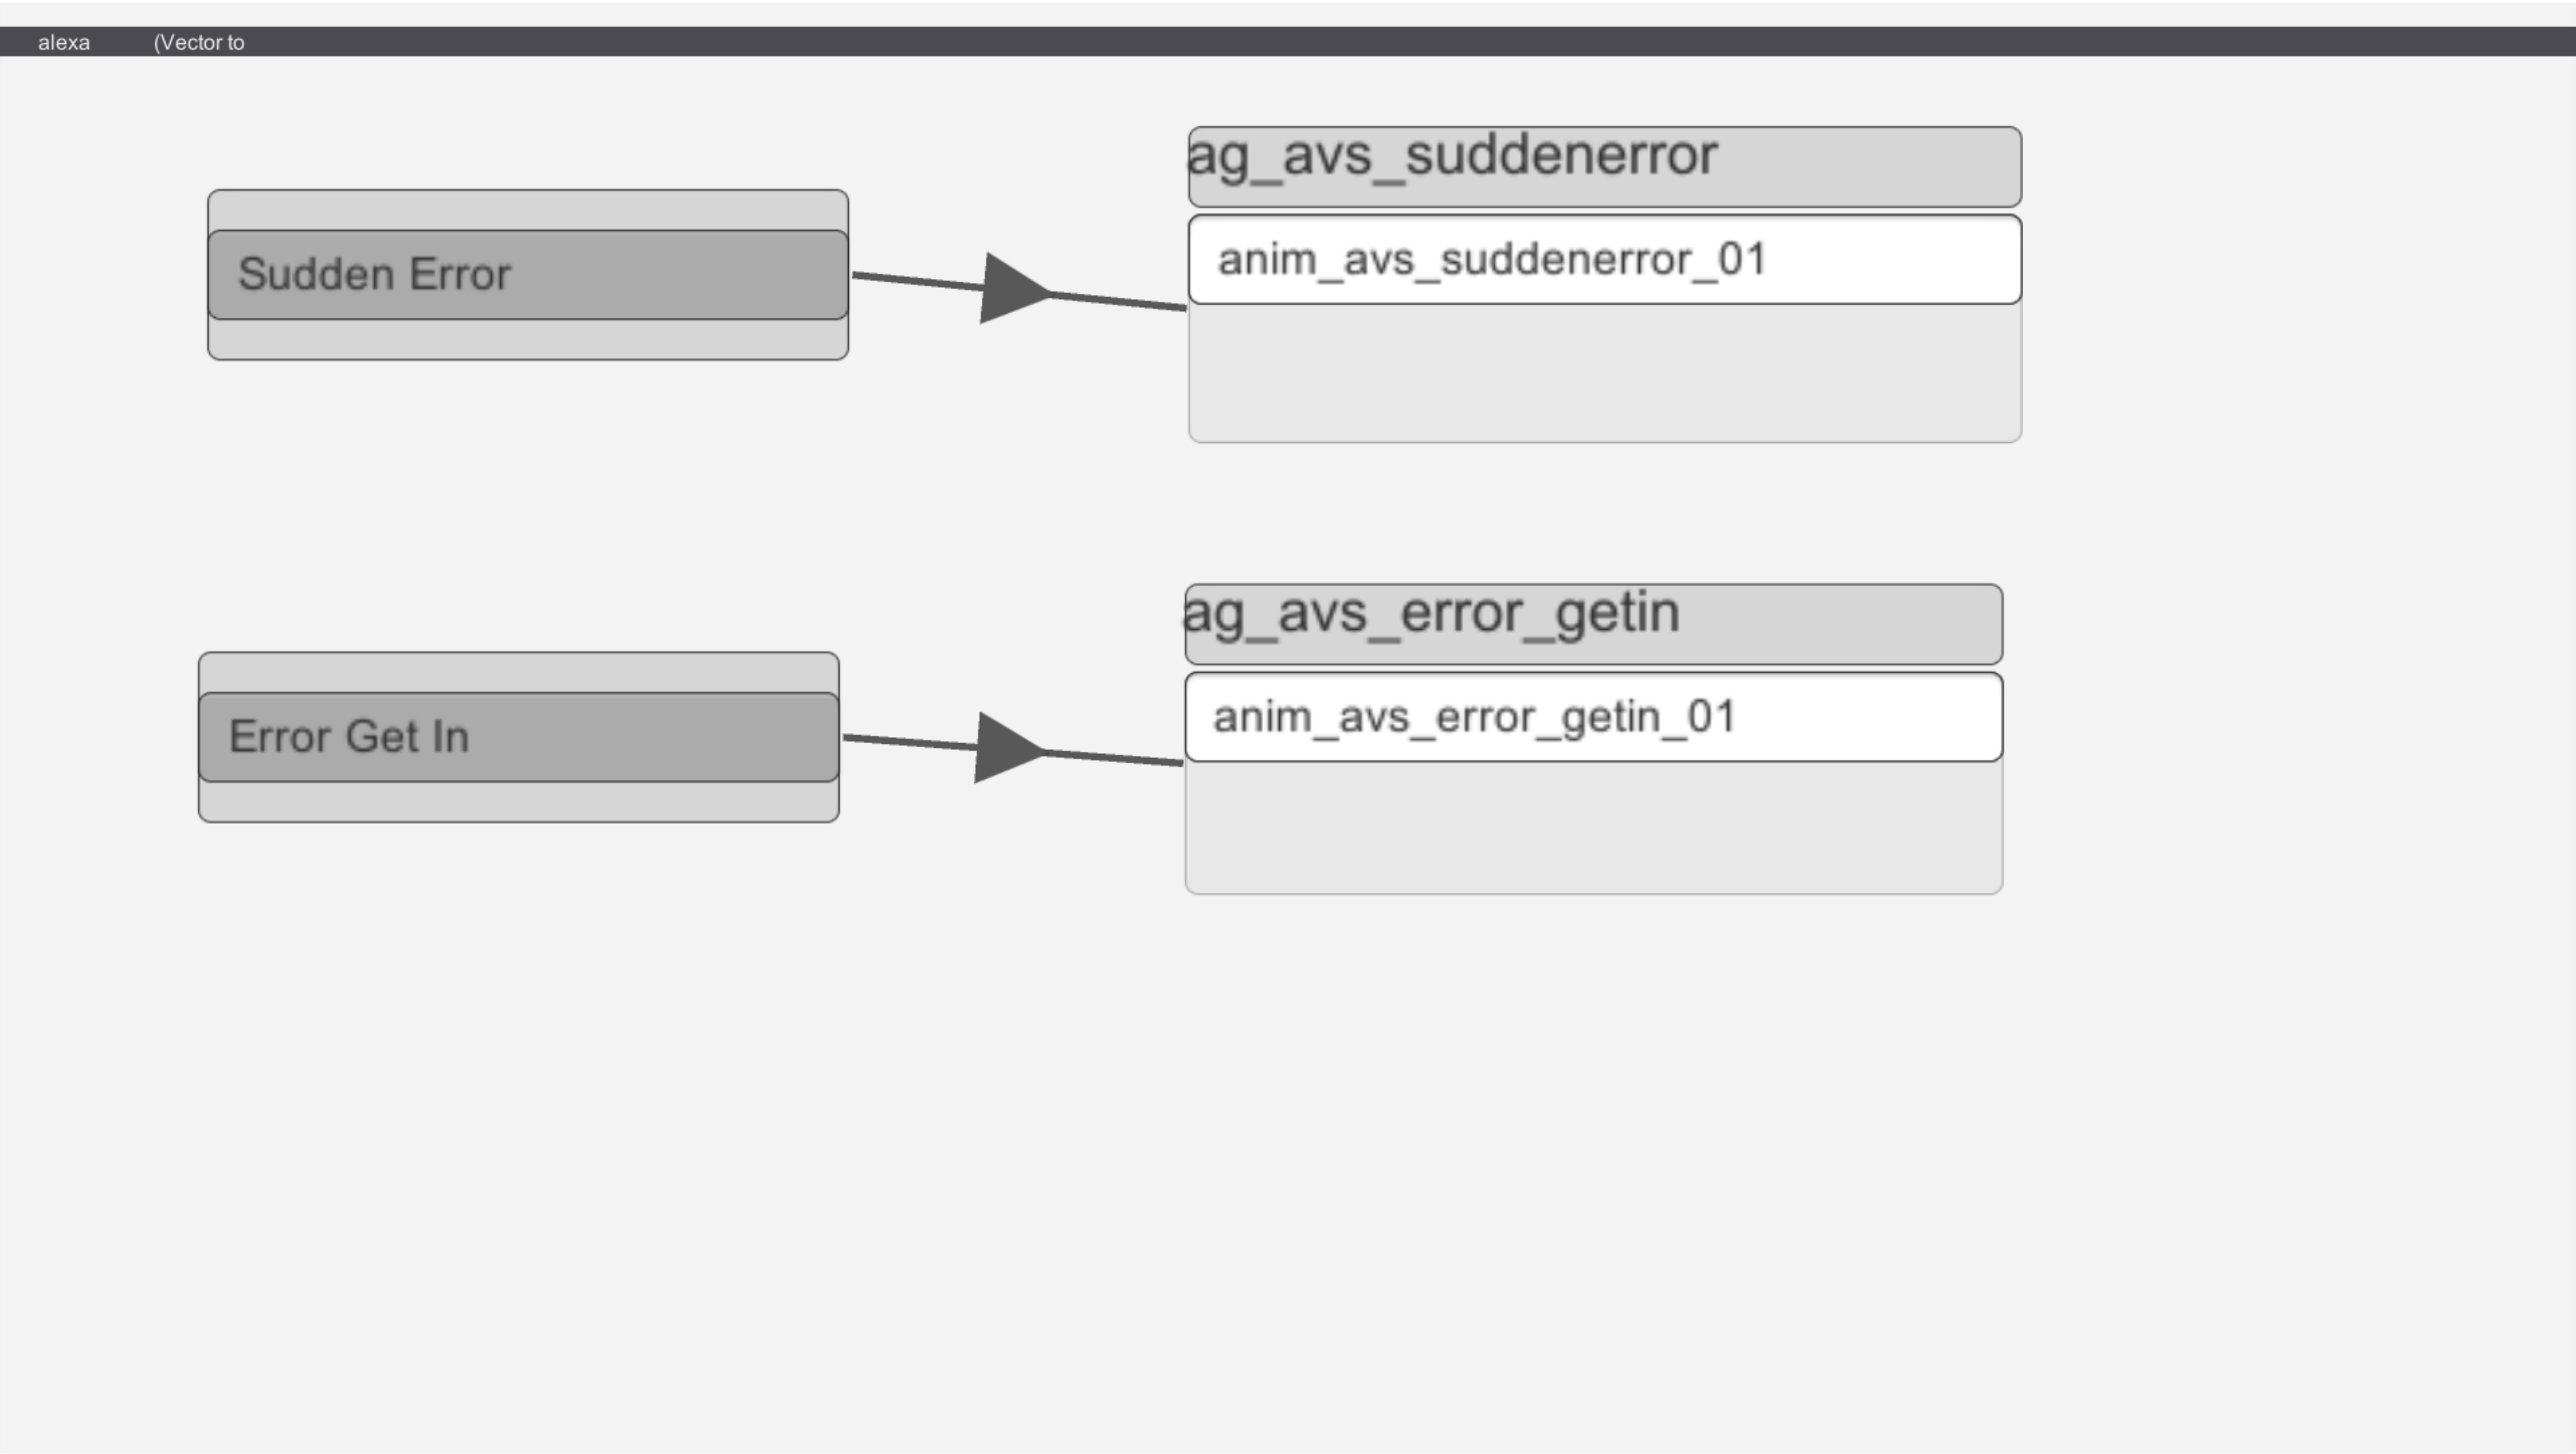 alexa (Vector to
ag_avs_suddenerror
Sudden Error
anim_avs_suddenerror_01
ag_avs_error_getin
Error Get In
anim_avs_error_getin_01